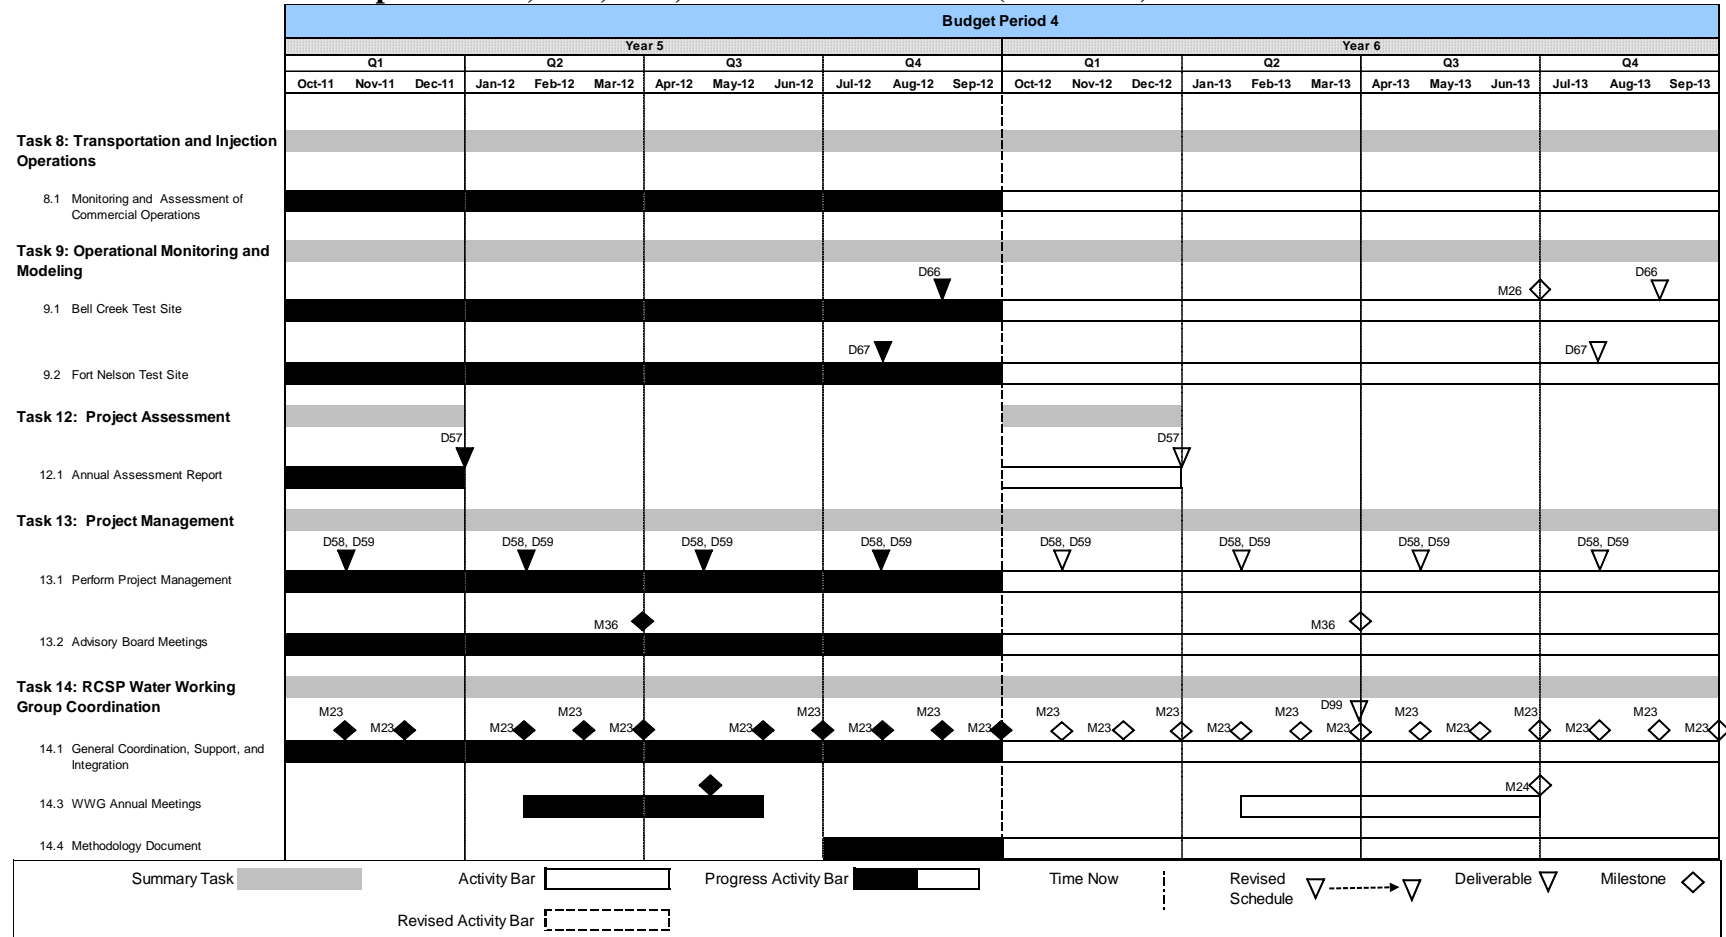 Budget Period 4
Year 5 Year 6
Q1 Q2 Q3 Q4 Q1 Q2 Q3 Q4
Oct-11 Nov-11 Dec-11 Jan-12 Feb-12 Mar-12 Apr-12 May-12 Jun-12 Jul-12 Aug-12 Sep-12 Oct-12 Nov-12 Dec-12 Jan-13 Feb-13 Mar-13 Apr-13 May-13 Jun-13 Jul-13 Aug-13 Sep-13
Task 8: Transportation and Injection
Operations
8.1 Monitoring and Assessment of
Commercial Operations
Task 9: Operational Monitoring and
Modeling
D66 D66
M26
9.1 Bell Creek Test Site
D67 D67
9.2 Fort Nelson Test Site
Task 12: Project Assessment
D57 D57
12.1 Annual Assessment Report
Task 13: Project Management
D58, D59 D58, D59 D58, D59 D58, D59 D58, D59 D58, D59 D58, D59 D58, D59
13.1 Perform Project Management
M36 M36
13.2 Advisory Board Meetings
Task 14: RCSP Water Working
Group Coordination
D99
M23 M23 M23 M23 M23 M23 M23 M23 M23 M23
M23 M23 M23 M23 M23 M23 M23 M23 M23 M23 M23 M23
14.1 General Coordination, Support, and
Integration
M24
14.3 WWG Annual Meetings
14.4 Methodology Document
Summary Task Activity Bar Progress Activity Bar Time Now Revised Deliverable Milestone
Schedule
Revised Activity Bar